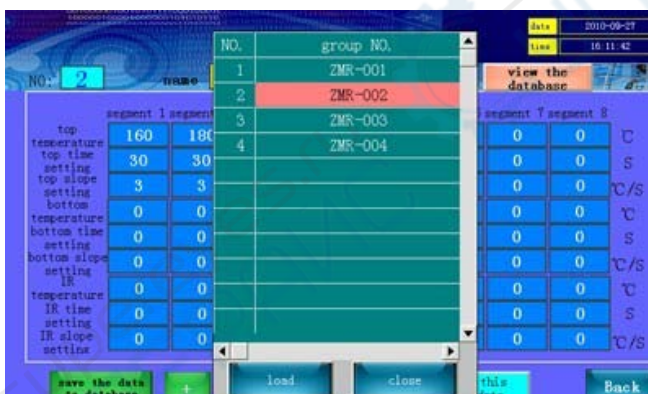 data 2010-09-27
time 16:11:42
NO: 2 name
view the database
NO. group NO.
1 ZMR-001
2 ZMR-002
3 ZMR-003
4 ZMR-004
segment 1 segment segment 7 segment 8
top temperature 160 180 0 0 ℃
top time setting 30 30 0 0 S
top slope setting 3 3 0 0 ℃/S
bottom temperature 0 0 0 0 ℃
bottom time setting 0 0 0 0 S
bottom slope setting 0 0 0 0 ℃/S
IR temperature 0 0 0 0 ℃
IR time setting 0 0 0 0 S
IR slope setting 0 0 0 0 ℃/S
load close
save the data to database + this Back